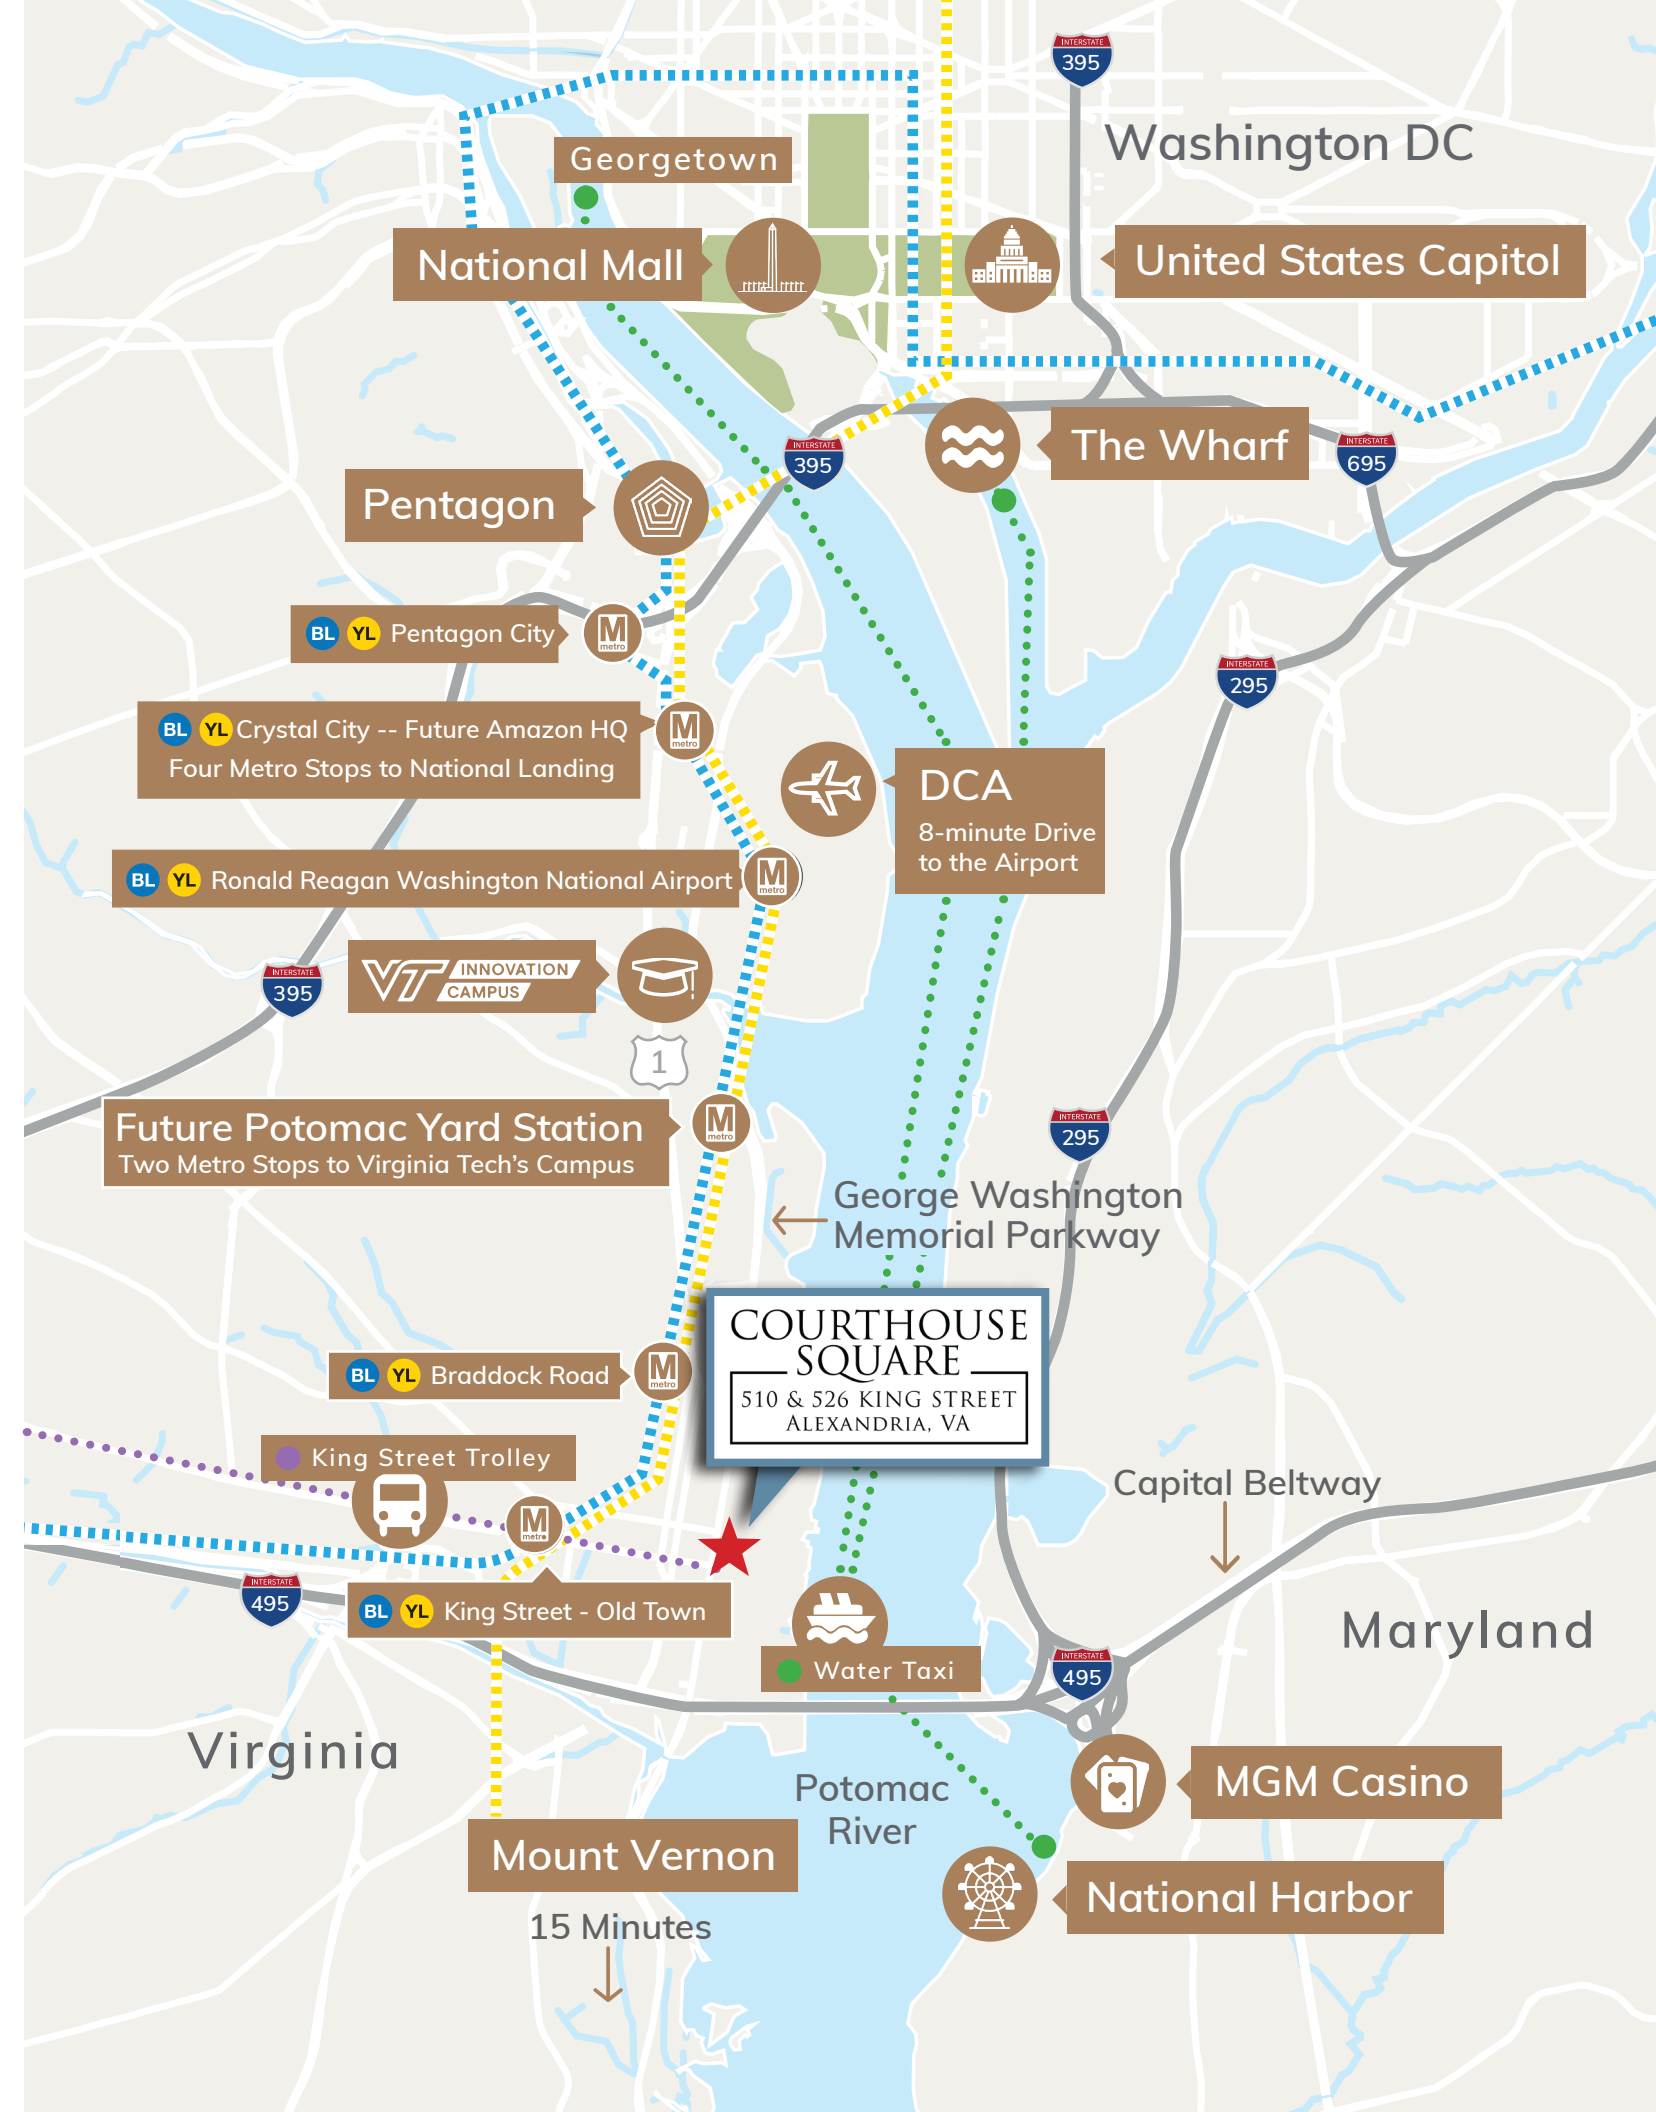 INTERSTATE
395
Washington DC
Georgetown
National Mall
United States Capitol
INTERSTATE
395
The Wharf
INTERSTATE
695
Pentagon
BL YL Pentagon City
M
metro
INTERSTATE
295
BL YL Crystal City -- Future Amazon HQ
Four Metro Stops to National Landing
M
metro
DCA
8-minute Drive
to the Airport
BL YL Ronald Reagan Washington National Airport
M
metro
INTERSTATE
395
VT INNOVATION
CAMPUS
1
Future Potomac Yard Station
Two Metro Stops to Virginia Tech's Campus
M
metro
INTERSTATE
295
George Washington
Memorial Parkway
COURTHOUSE
SQUARE
510 & 526 KING STREET
ALEXANDRIA, VA
BL YL Braddock Road
M
metro
King Street Trolley
M
metro
Capital Beltway
INTERSTATE
495
BL YL King Street - Old Town
Water Taxi
INTERSTATE
495
Maryland
Virginia
Potomac
River
MGM Casino
Mount Vernon
15 Minutes
National Harbor